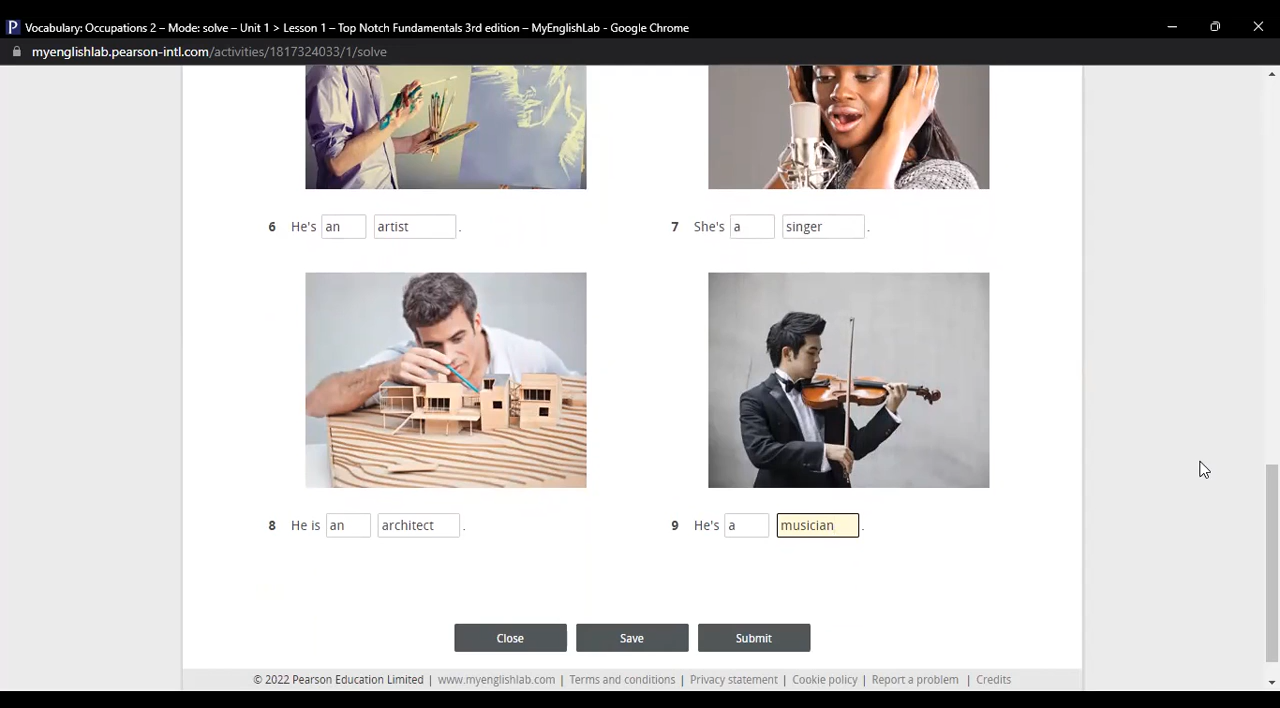 Vocabulary: Occupations 2 – Mode: solve – Unit 1 > Lesson 1 – Top Notch Fundamentals 3rd edition – MyEnglishLab - Google Chrome
myenglishlab.pearson-intl.com/activities/1817324033/1/solve
6 He's an artist .
7 She's a singer .
8 He is an architect .
9 He's a musician .
Close Save Submit
© 2022 Pearson Education Limited | www.myenglishlab.com | Terms and conditions | Privacy statement | Cookie policy | Report a problem | Credits